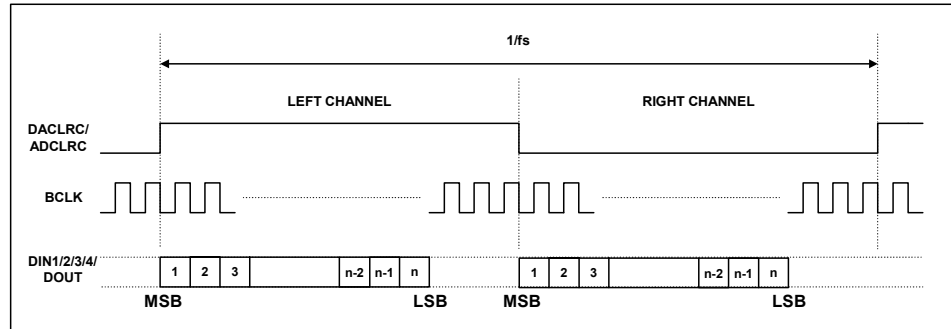 1/fs
LEFT CHANNEL RIGHT CHANNEL
DACLRC/
ADCLRC
BCLK
DIN1/2/3/4/
DOUT
1 2 3 n-2 n-1 n 1 2 3 n-2 n-1 n
MSB LSB MSB LSB